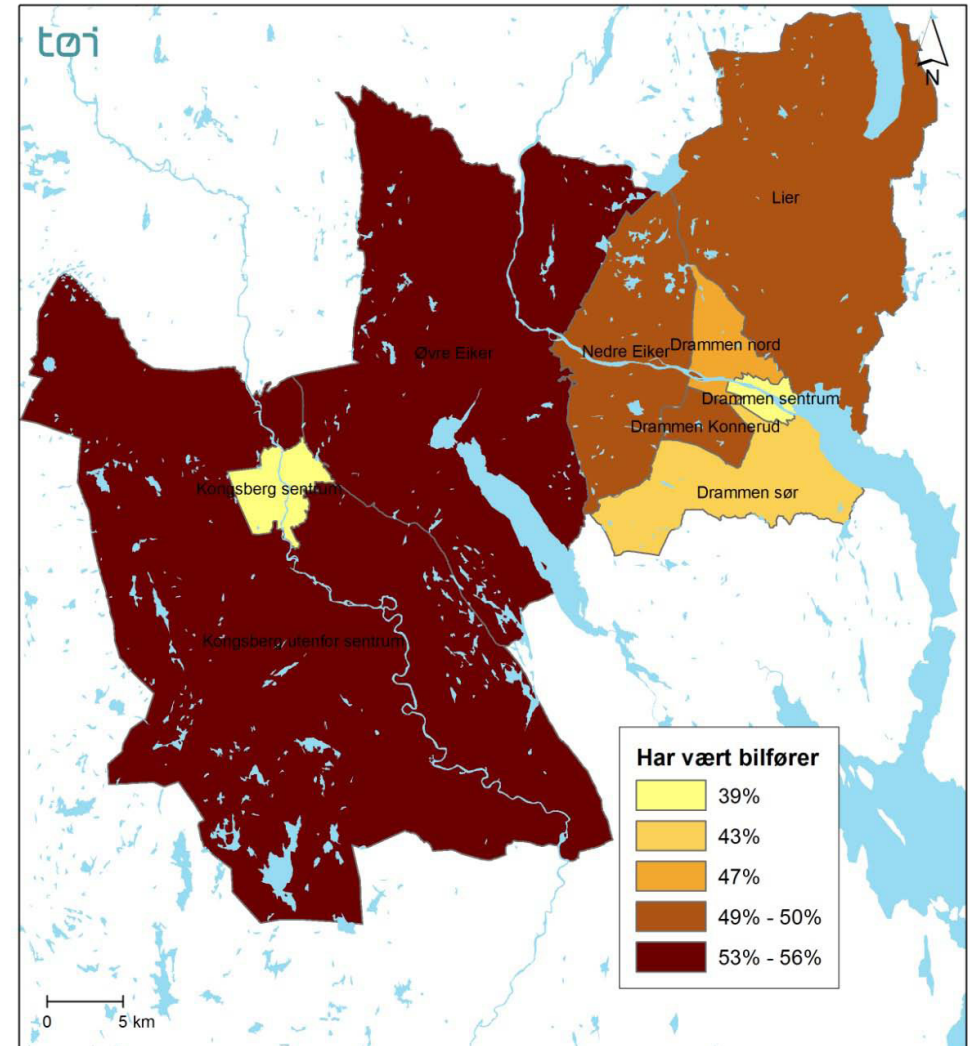 tøi
N
Lier
Øvre Eiker
Nedre Eiker
Drammen nord
Drammen sentrum
Drammen Konnerud
Kongsberg sentrum
Drammen sør
Kongsberg utenfor sentrum
Har vært bilfører
39%
43%
47%
49% - 50%
53% - 56%
0 5 km